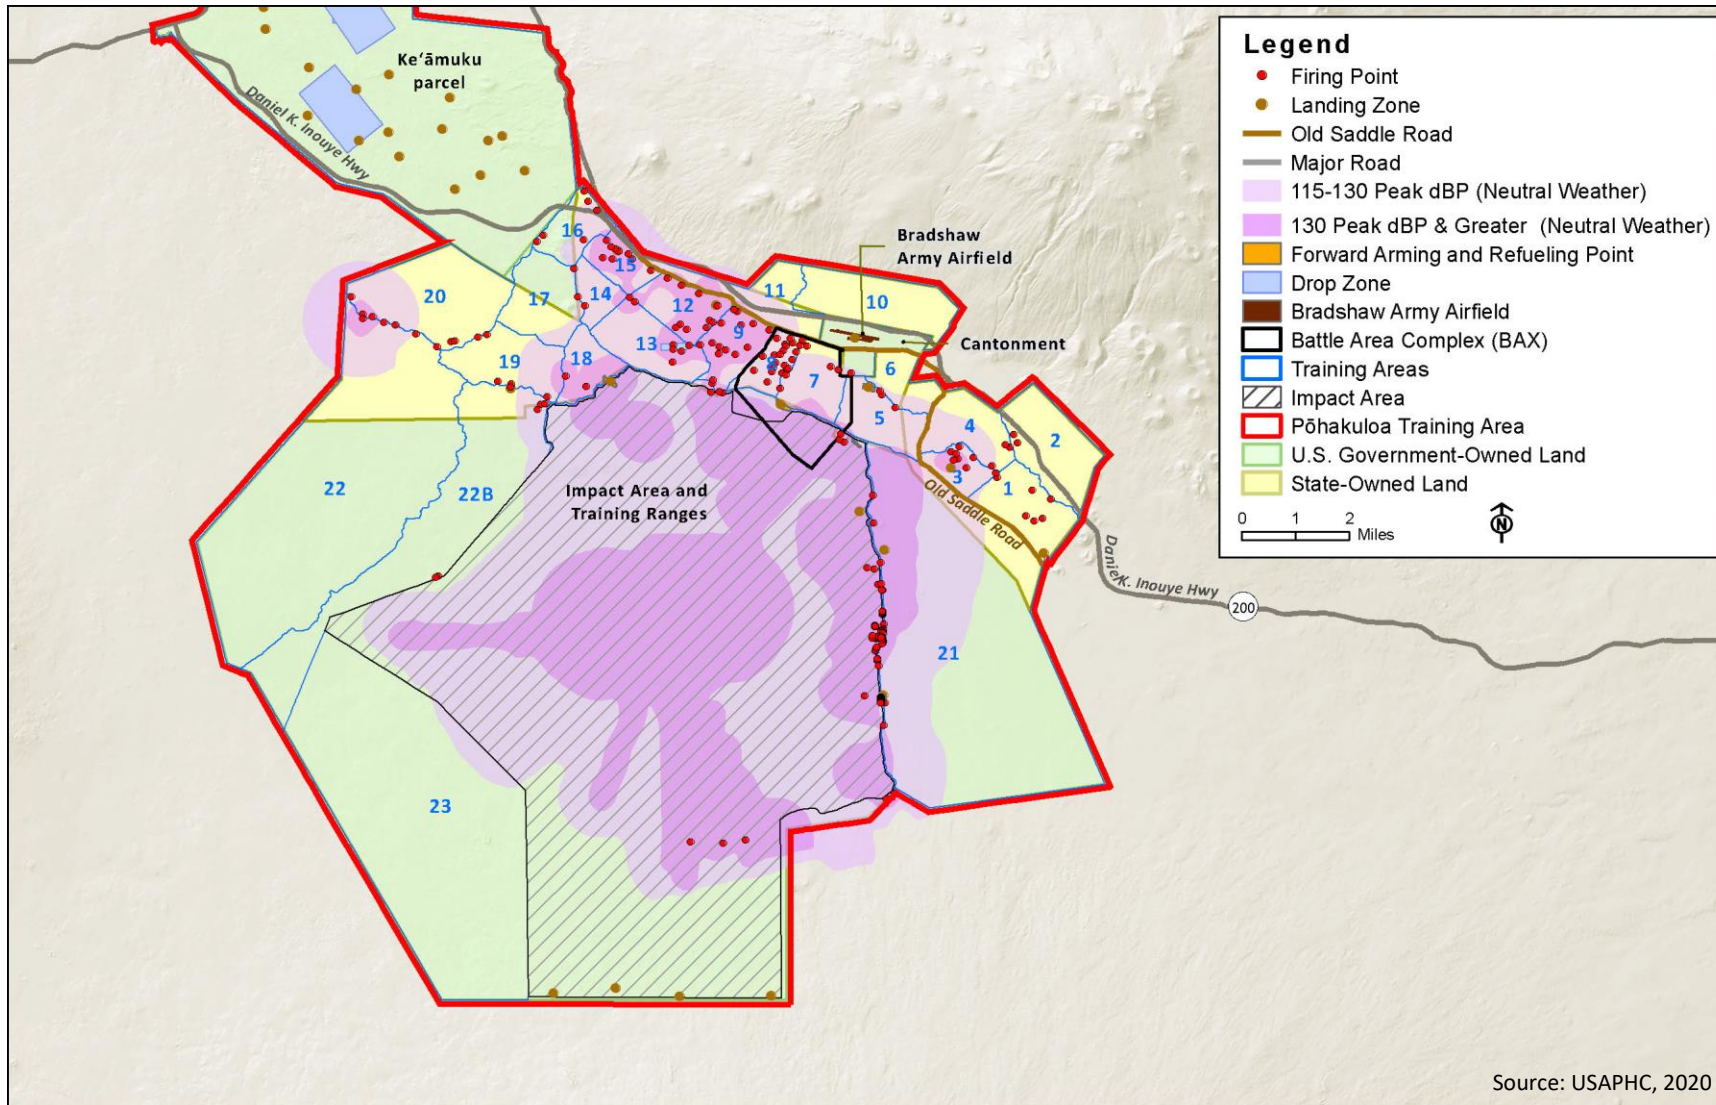 Keʻāmuku
parcel
Daniel K. Inouye Hwy
Legend
Firing Point
Landing Zone
Old Saddle Road
Major Road
115-130 Peak dBP (Neutral Weather)
130 Peak dBP & Greater (Neutral Weather)
Forward Arming and Refueling Point
Drop Zone
Bradshaw Army Airfield
Battle Area Complex (BAX)
Training Areas
Impact Area
Pōhakuloa Training Area
U.S. Government-Owned Land
State-Owned Land
0 1 2
Miles
N
Bradshaw
Army Airfield
Cantonment
16
15
20
17
14
12
11
10
9
13
19
18
8
7
6
5
4
2
3
1
22
22B
Impact Area and
Training Ranges
Old Saddle Road
Daniel K. Inouye Hwy
200
21
23
Source: USAPHC, 2020